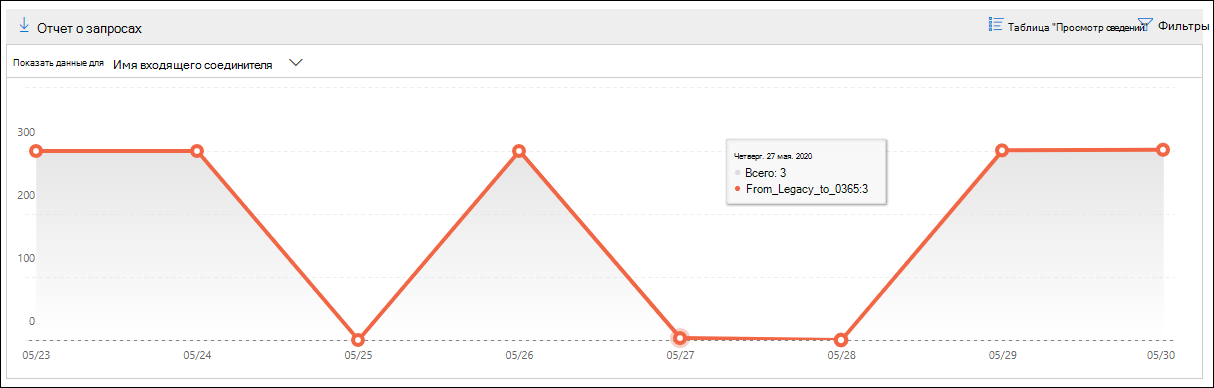 Отчет о запросах
Таблица "Просмотр сведений"
Фильтры
Показать данные для
Имя входящего соединителя
300
200
100
0
Четверг. 27 мая. 2020
Всего: 3
From_Legacy_to_0365:3
05/23 05/24 05/25 05/26 05/27 05/28 05/29 05/30